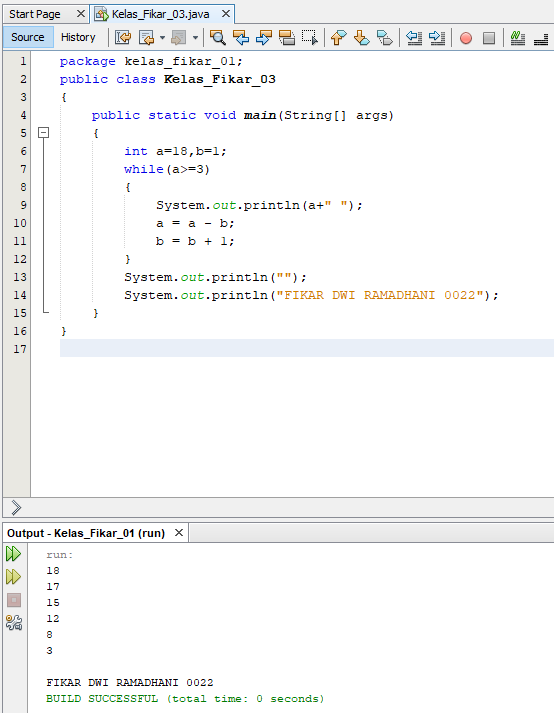 Start Page
Kelas_Fikar_03.java
Source History
1 package kelas_fikar_01;
2 public class Kelas_Fikar_03
3 {
4 public static void main(String[] args)
5 {
6 int a=18,b=1;
7 while(a>=3)
8 {
9 System.out.println(a+" ");
10 a = a - b;
11 b = b + 1;
12 }
13 System.out.println("");
14 System.out.println("FIKAR DWI RAMADHANI 0022");
15 }
16 }
17
Output - Kelas_Fikar_01 (run)
run:
18
17
15
12
8
3
FIKAR DWI RAMADHANI 0022
BUILD SUCCESSFUL (total time: 0 seconds)